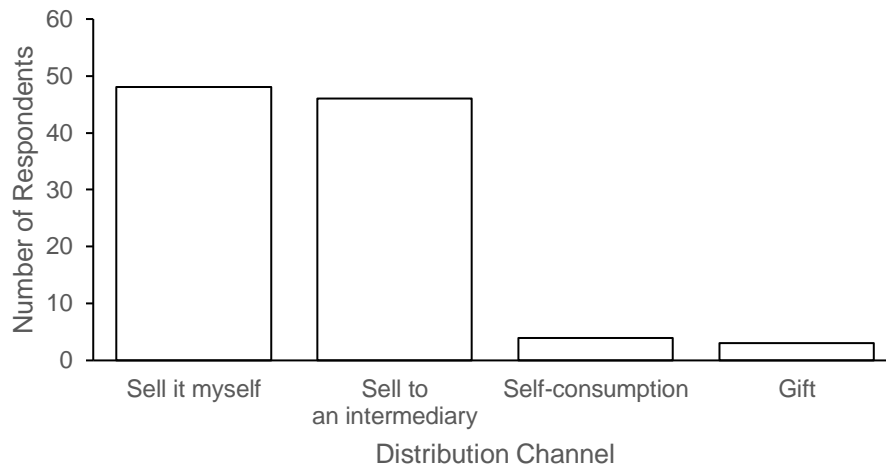 Number of Respondents
60
50
40
30
20
10
0
Sell it myself
Sell to
an intermediary
Self-consumption
Gift
Distribution Channel